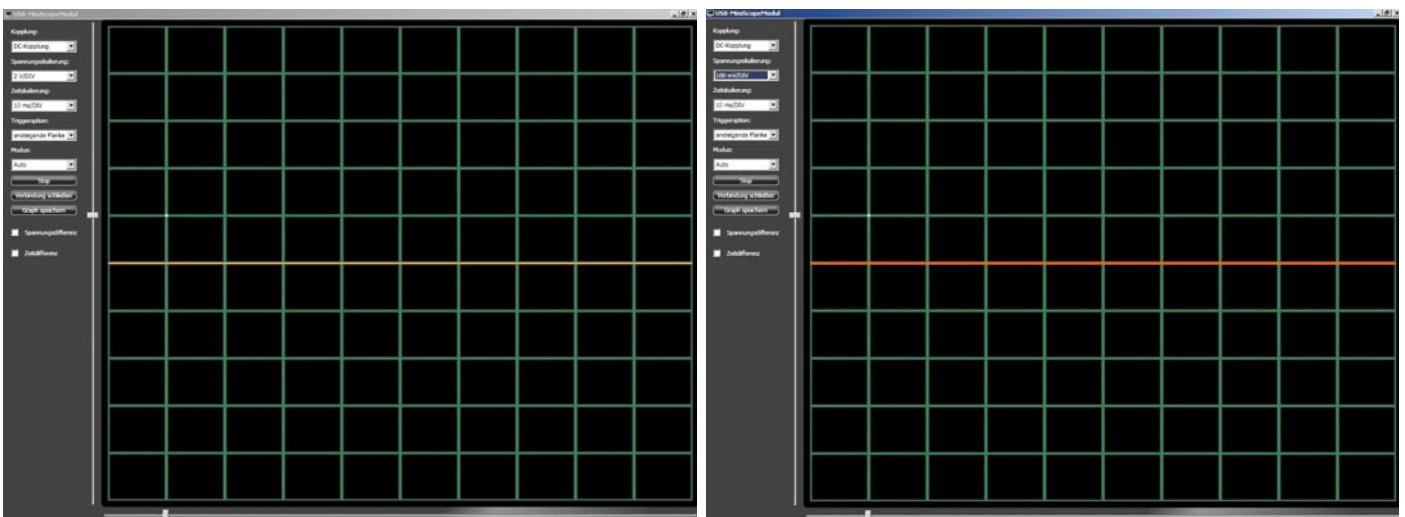 USB-MiniScopeModul
Kopplung:
DC-Kopplung
Spannungsskalierung:
2 V/DIV
Zeitskalierung:
10 ms/DIV
Triggeroption:
ansteigende Flanke
Modus:
Auto
Stop
Verbindung schließen
Graph speichern
Spannungsdifferenz
Zeitdifferenz
USB-MiniScopeModul
Kopplung:
DC-Kopplung
Spannungsskalierung:
100 mV/DIV
Zeitskalierung:
10 ms/DIV
Triggeroption:
ansteigende Flanke
Modus:
Auto
Stop
Verbindung schließen
Graph speichern
Spannungsdifferenz
Zeitdifferenz